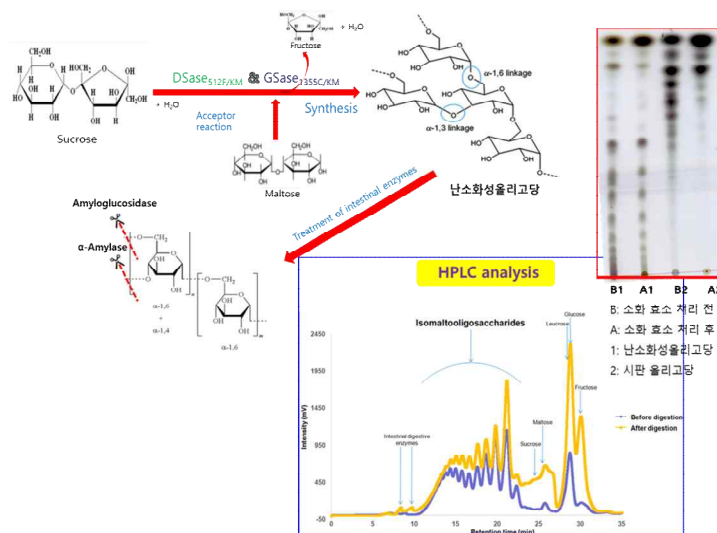 Fructose
+ H₂O
DSase512F/KM & GSase1355C/KM
+ H₂O
Acceptor
reaction
Synthesis
Sucrose
Maltose
α-1,6 linkage
α-1,3 linkage
난소화성올리고당
Treatment of intestinal enzymes
Amyloglucosidase
α-Amylase
α-1,6
+
α-1,4
α-1,6
B1 A1 B2 A2
B: 소화 효소 처리 전
A: 소화 효소 처리 후
1: 난소화성올리고당
2: 시판 올리고당
HPLC analysis
Isomaltooligosaccharides
Glucose
Leucrose
Fructose
Maltose
Sucrose
Intestinal digestive
enzymes
Before digestion
After digestion
Intensity (mV)
2450
1950
1450
950
450
-50
0 5 10 15 20 25 30 35
Retention time (min)